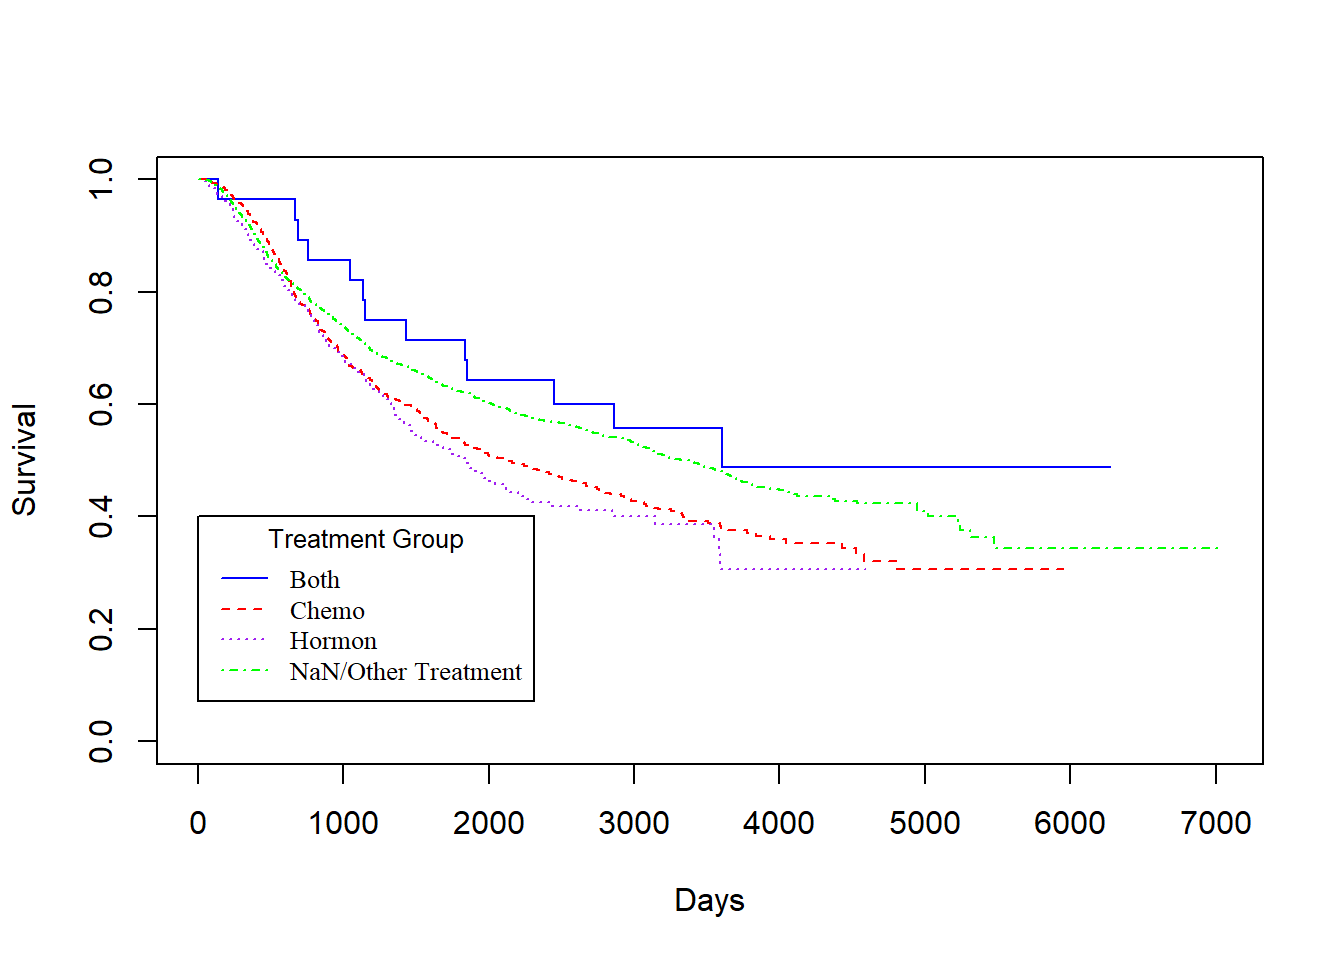 Survival
1.0
0.8
0.6
0.4
0.2
0.0
Treatment Group
Both
Chemo
Hormon
NaN/Other Treatment
0 1000 2000 3000 4000 5000 6000 7000
Days